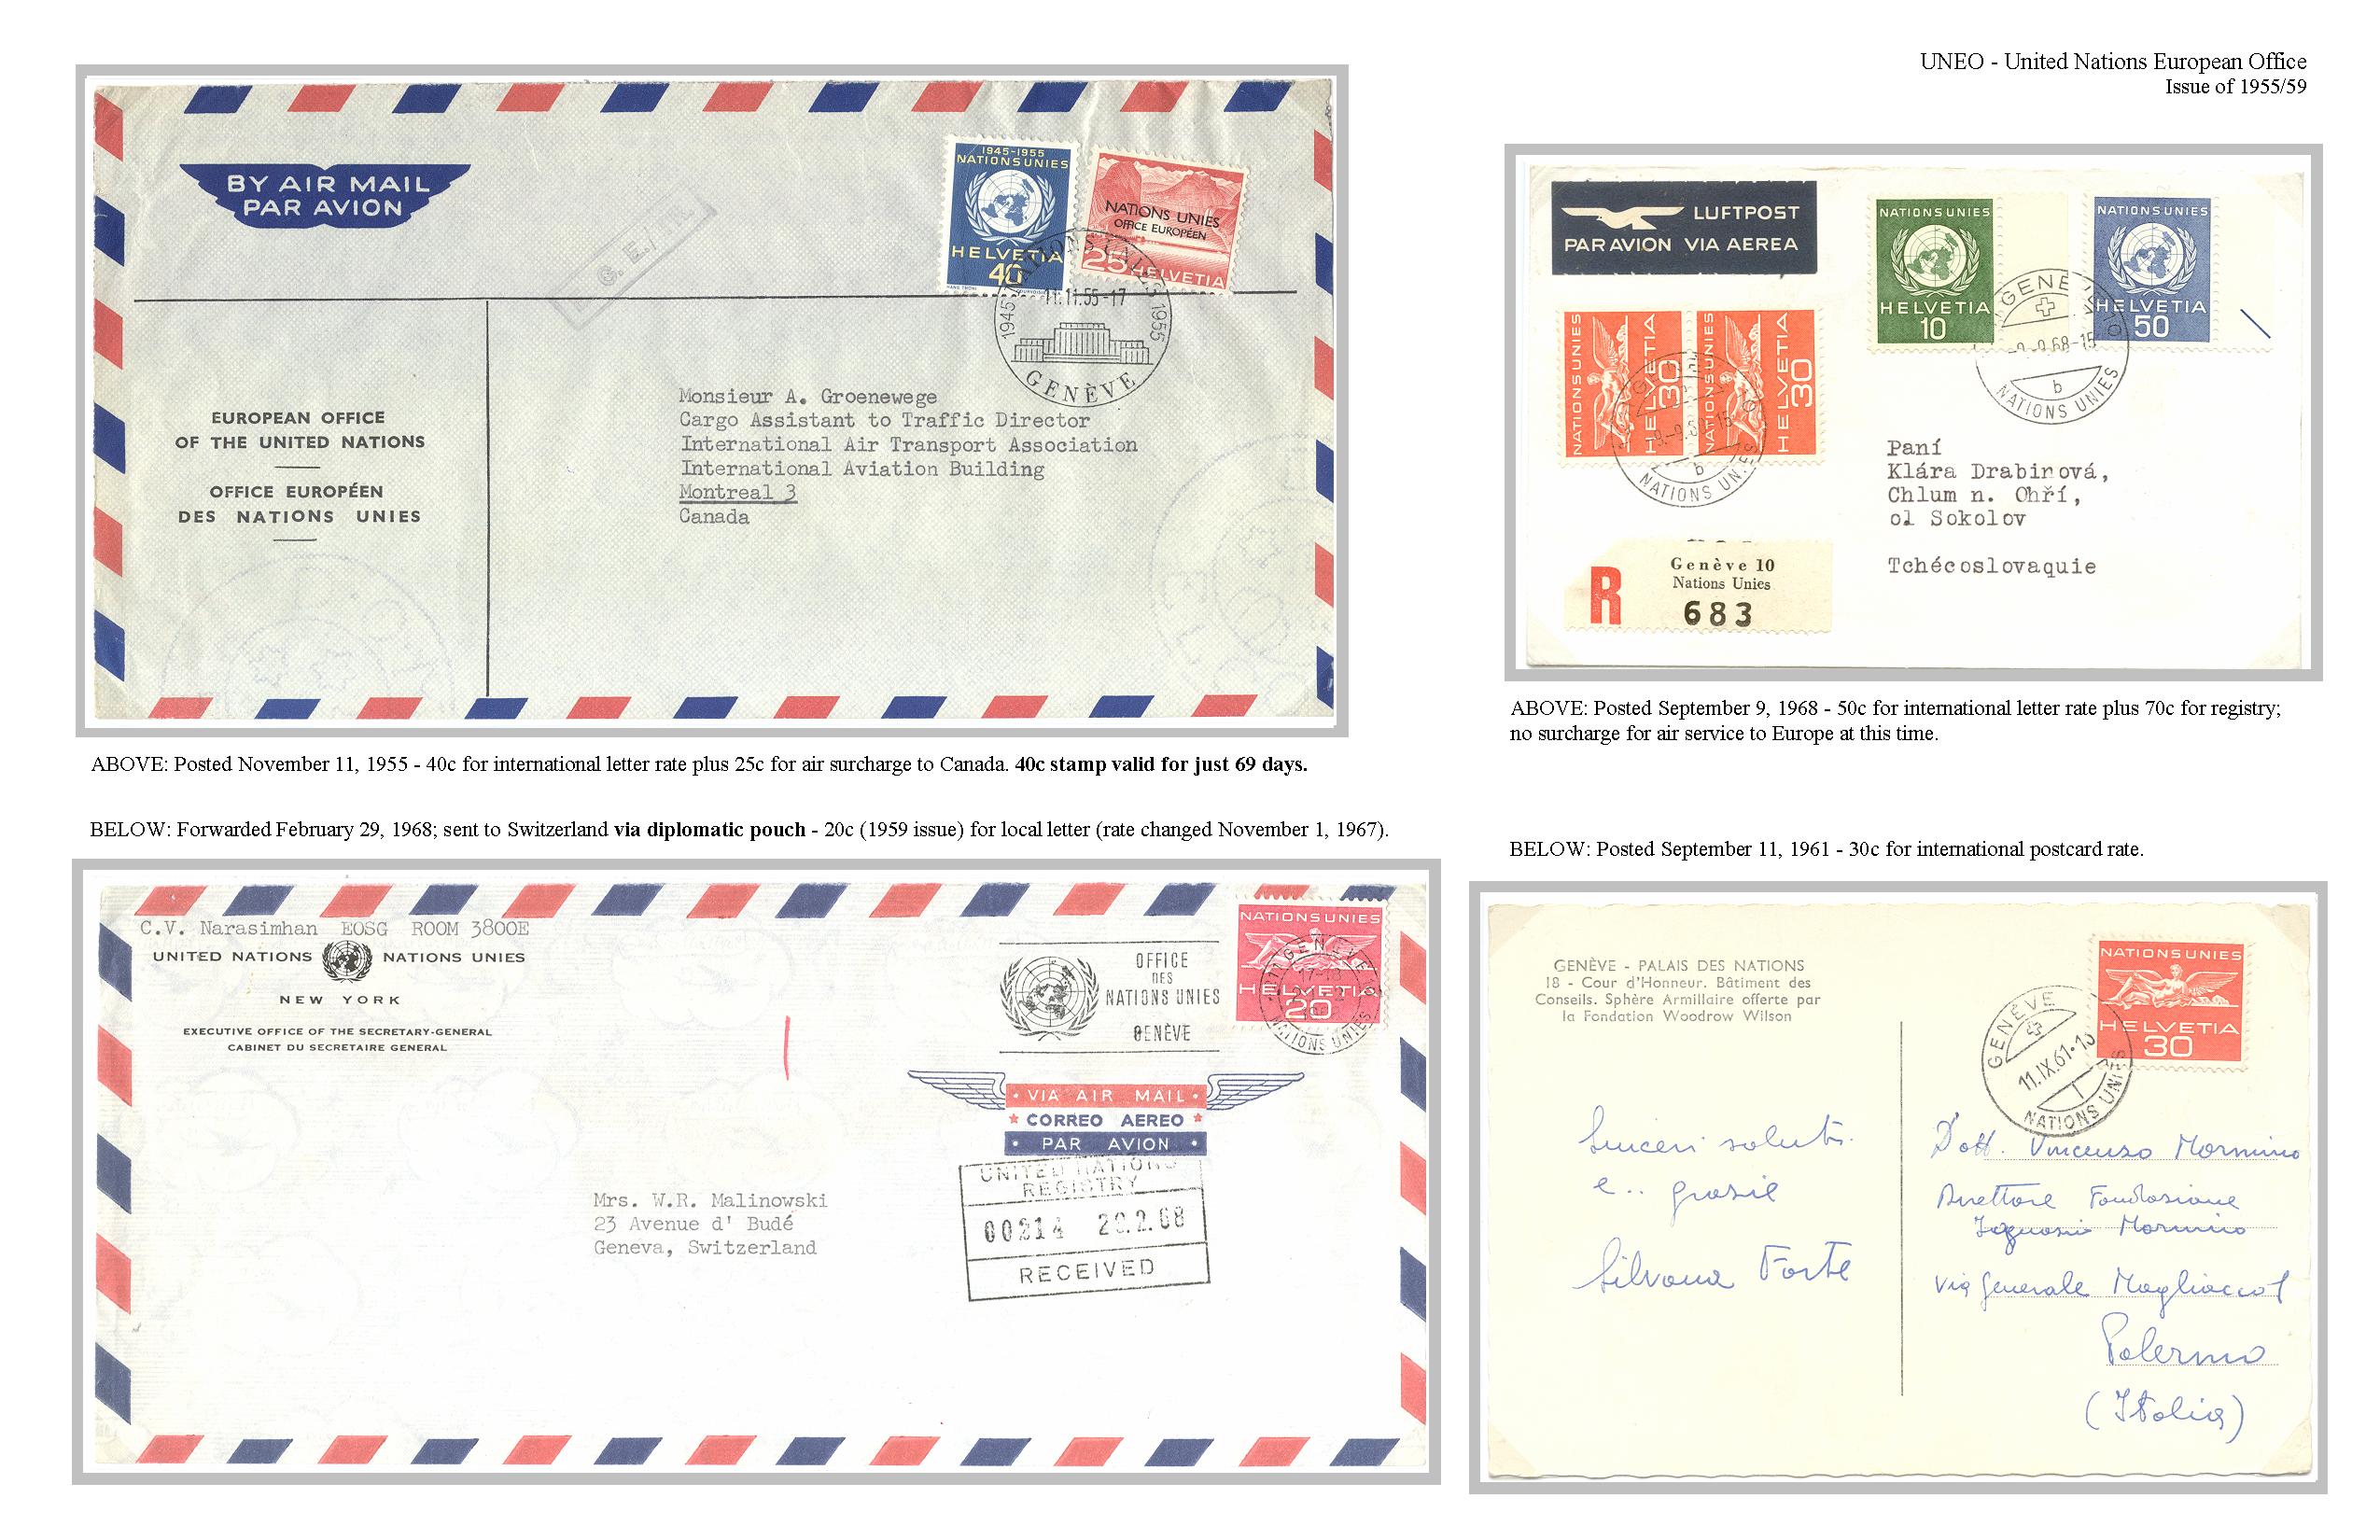 UNEO - United Nations European Office
Issue of 1955/59
BY AIR MAIL
PAR AVION
G. E.
1945-1955
NATIONS UNIES
HELVETIA
40
NATIONS UNIES
OFFICE EUROPÉEN
25 HELVETIA
1945 NATIONS UNIES 1955
11.11.55-17
GENÈVE
EUROPEAN OFFICE
OF THE UNITED NATIONS
OFFICE EUROPÉEN
DES NATIONS UNIES
Monsieur A. Groenewege
Cargo Assistant to Traffic Director
International Air Transport Association
International Aviation Building
Montreal 3
Canada
ABOVE: Posted November 11, 1955 - 40c for international letter rate plus 25c for air surcharge to Canada. 40c stamp valid for just 69 days.
LUFTPOST
PAR AVION VIA AEREA
NATIONS UNIES
HELVETIA
10
NATIONS UNIES
HELVETIA
50
NATIONS UNIES
HELVETIA
30
NATIONS UNIES
HELVETIA
30
GENÈVE 10
-9.-9.68-15
b
NATIONS UNIES
b
NATIONS UNIES
Paní
Klára Drabinová,
Chlum n. Ohří,
ol Sokolov
Tchécoslovaquie
R
Genève 10
Nations Unies
683
ABOVE: Posted September 9, 1968 - 50c for international letter rate plus 70c for registry;
no surcharge for air service to Europe at this time.
BELOW: Forwarded February 29, 1968; sent to Switzerland via diplomatic pouch - 20c (1959 issue) for local letter (rate changed November 1, 1967).
C.V. Narasimhan EOSG ROOM 3800E
UNITED NATIONS NATIONS UNIES
NEW YORK
EXECUTIVE OFFICE OF THE SECRETARY-GENERAL
CABINET DU SECRETAIRE GENERAL
OFFICE
DES
NATIONS UNIES
GENÈVE
NATIONS UNIES
HELVETIA
20
GENÈVE
17-18
NATIONS UNIES
VIA AIR MAIL
CORREO AEREO
PAR AVION
UNITED NATIONS
REGISTRY
00214 29.2.68
RECEIVED
Mrs. W.R. Malinowski
23 Avenue d' Budé
Geneva, Switzerland
BELOW: Posted September 11, 1961 - 30c for international postcard rate.
GENÈVE - PALAIS DES NATIONS
18 - Cour d'Honneur. Bâtiment des
Conseils. Sphère Armillaire offerte par
la Fondation Woodrow Wilson
NATIONS UNIES
HELVETIA
30
GENÈVE
11.IX.61
NATIONS UNIES
Sinceri saluti.
e.. grazie
Silvana Forte
Dott. Vincenzo Mormino
Direttore Fondazione
Ignazio Mormino
Via Generale Magliocco 1
Palermo
(Italia)